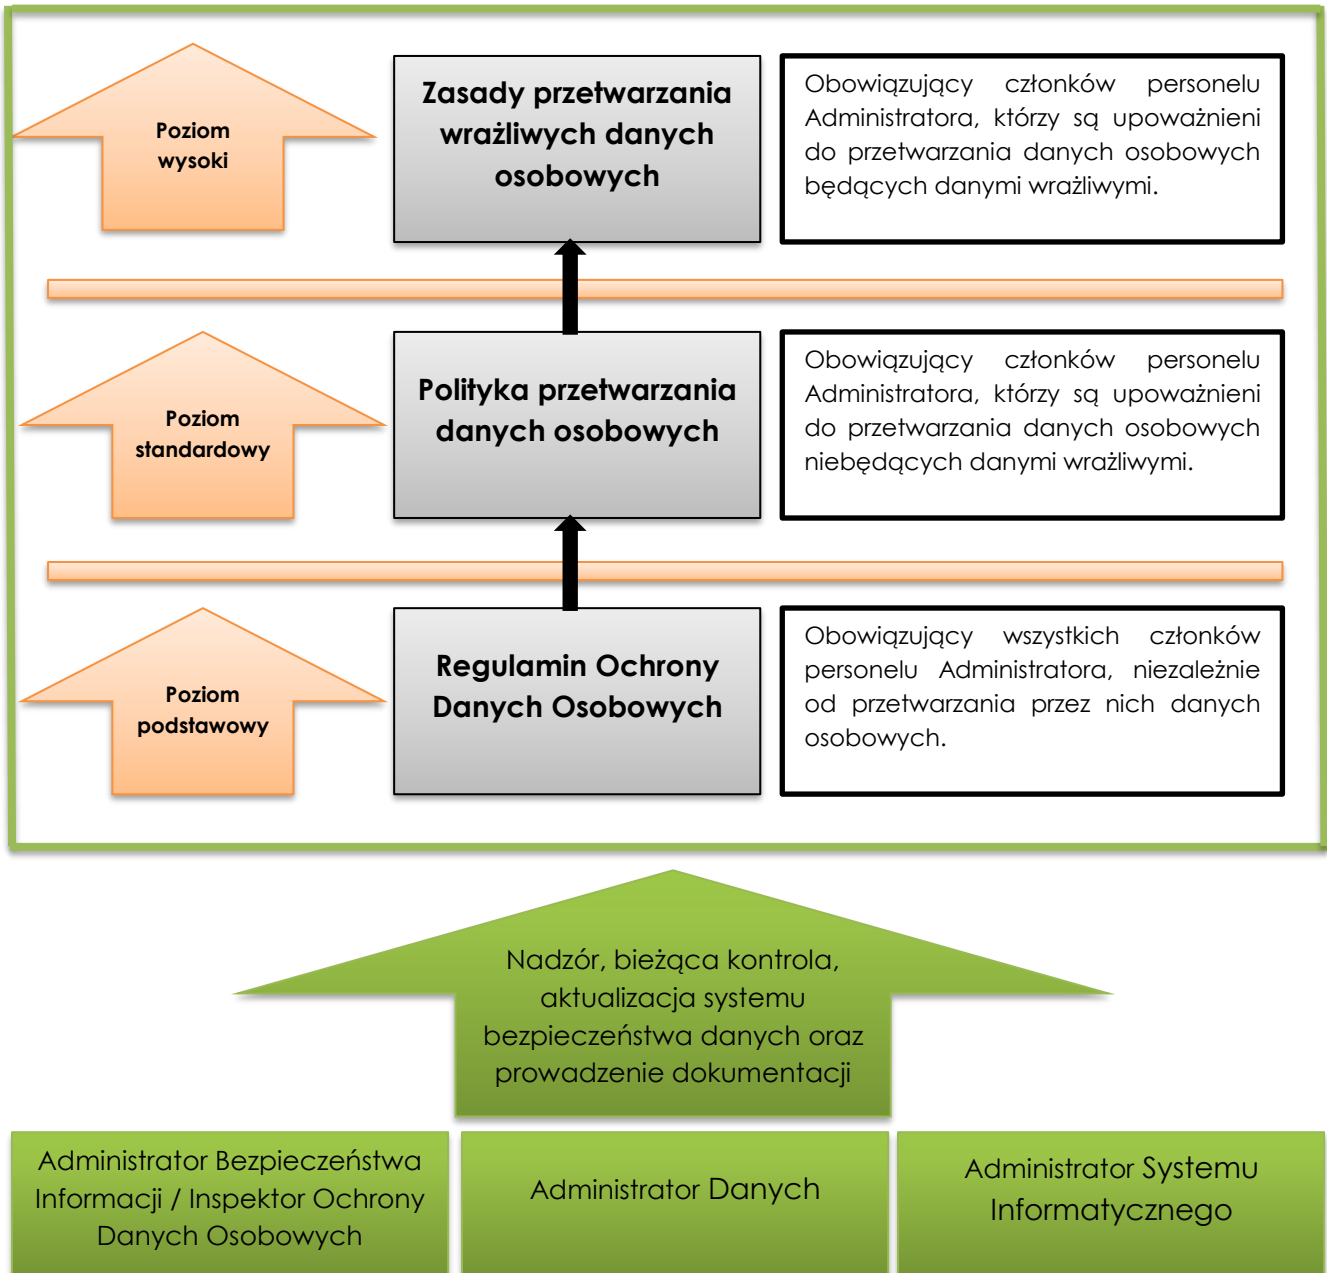 Poziom
wysoki
Zasady przetwarzania
wrażliwych danych
osobowych
Obowiązujący członków personelu
Administratora, którzy są upoważnieni
do przetwarzania danych osobowych
będących danymi wrażliwymi.
Poziom
standardowy
Polityka przetwarzania
danych osobowych
Obowiązujący członków personelu
Administratora, którzy są upoważnieni
do przetwarzania danych osobowych
niebędących danymi wrażliwymi.
Poziom
podstawowy
Regulamin Ochrony
Danych Osobowych
Obowiązujący wszystkich członków
personelu Administratora, niezależnie
od przetwarzania przez nich danych
osobowych.
Nadzór, bieżąca kontrola,
aktualizacja systemu
bezpieczeństwa danych oraz
prowadzenie dokumentacji
Administrator Bezpieczeństwa
Informacji / Inspektor Ochrony
Danych Osobowych
Administrator Danych
Administrator Systemu
Informatycznego